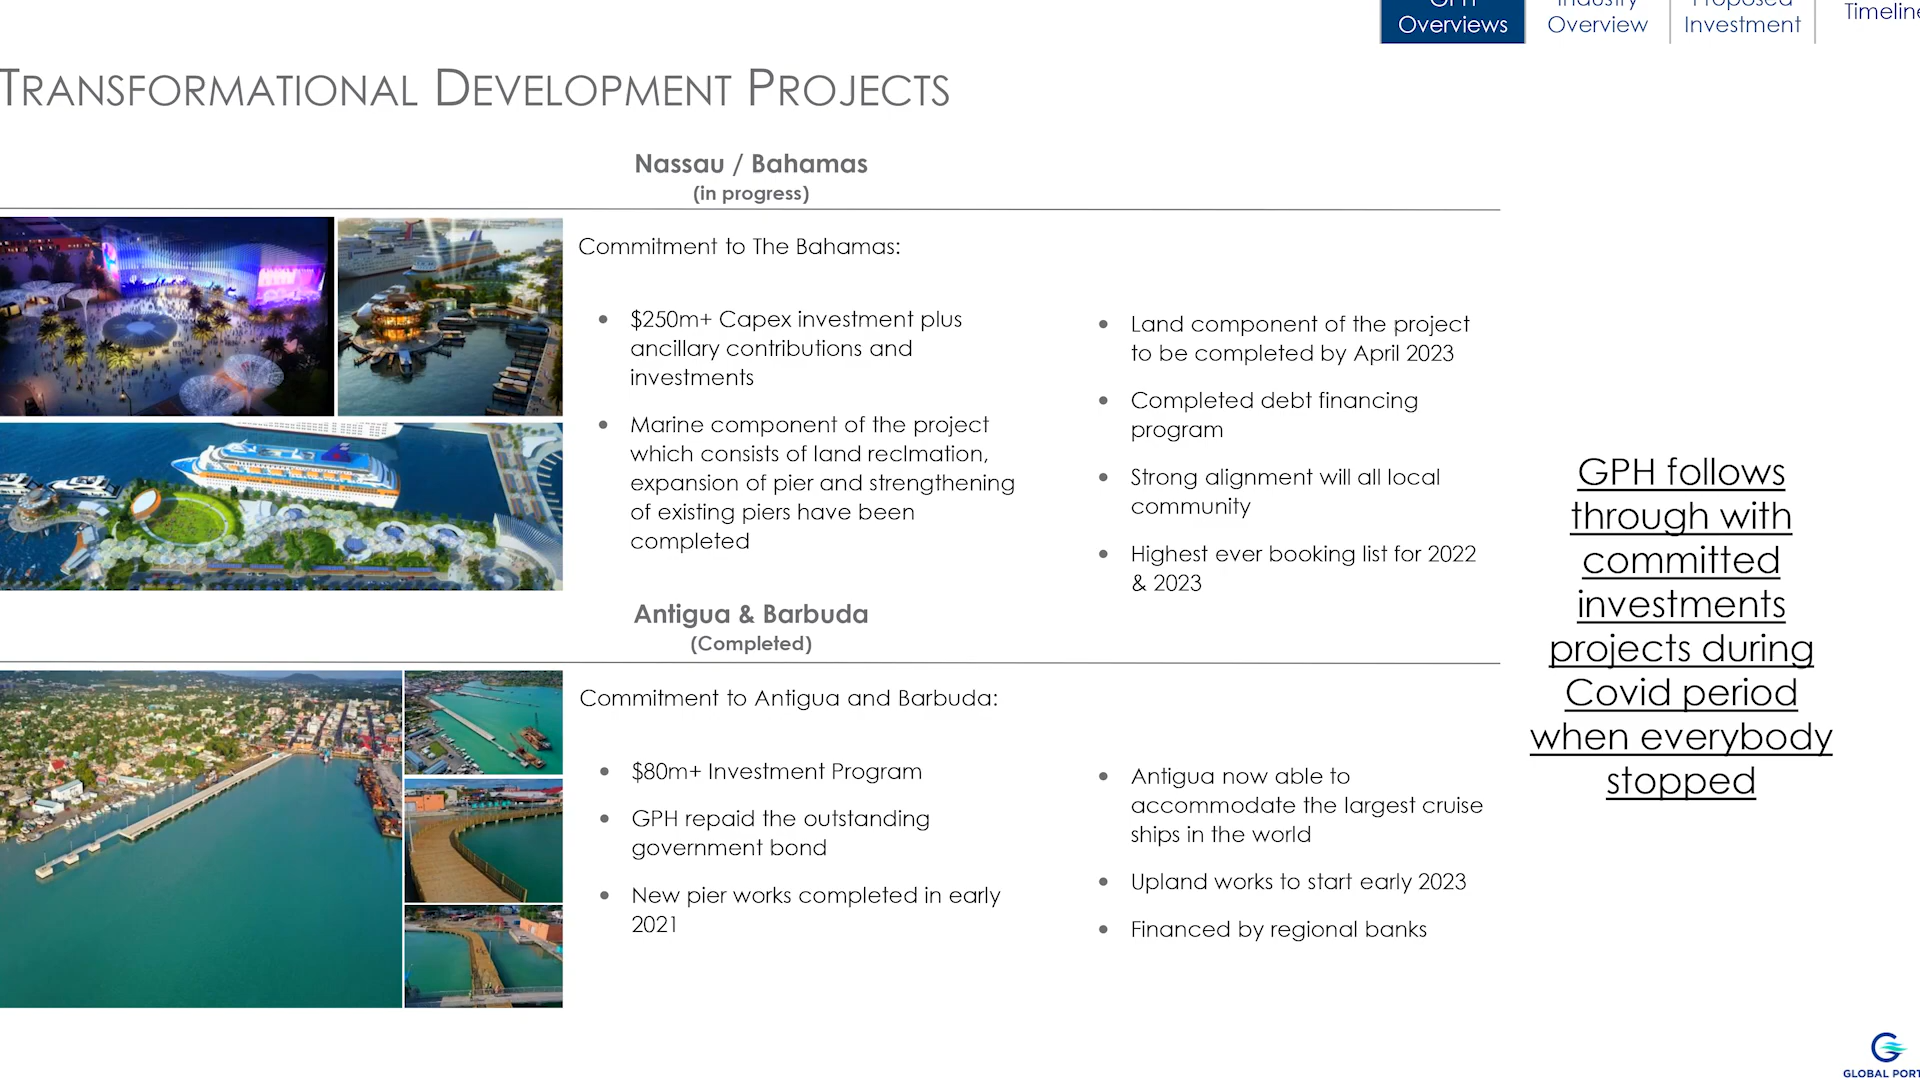 Overviews
Overview
Proposed
Investment
TRANSFORMATIONAL DEVELOPMENT PROJECTS
Nassau / Bahamas
(in progress)
Commitment to The Bahamas:
• $250m+ Capex investment plus
ancillary contributions and
investments
• Marine component of the project
which consists of land reclmation,
expansion of pier and strengthening
of existing piers have been
completed
• Land component of the project
to be completed by April 2023
• Completed debt financing
program
• Strong alignment will all local
community
• Highest ever booking list for 2022
& 2023
Antigua & Barbuda
(Completed)
Commitment to Antigua and Barbuda:
• $80m+ Investment Program
• GPH repaid the outstanding
government bond
• New pier works completed in early
2021
• Antigua now able to
accommodate the largest cruise
ships in the world
• Upland works to start early 2023
• Financed by regional banks
GPH follows
through with
committed
investments
projects during
Covid period
when everybody
stopped
GLOBAL PORT